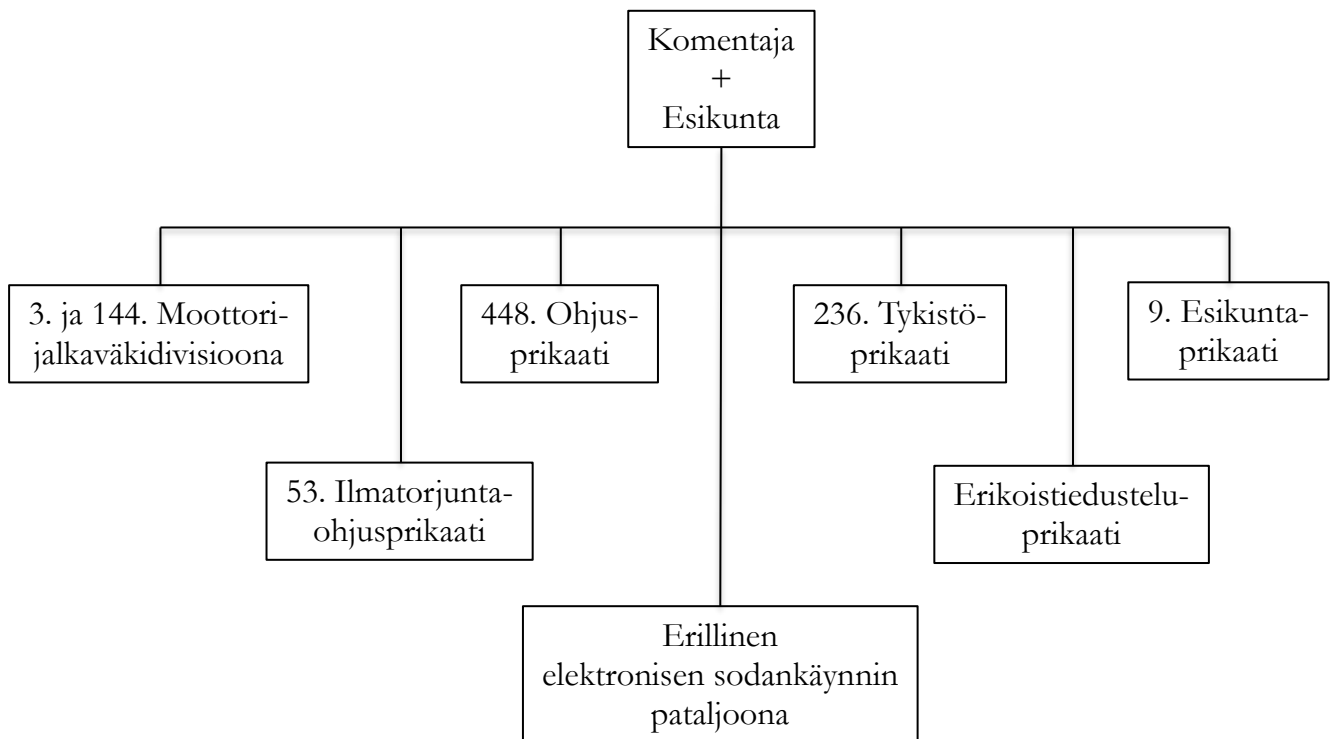 Komentaja
+
Esikunta
3. ja 144. Moottori-
jalkaväkidivisioona
448. Ohjus-
prikaati
236. Tykistö-
prikaati
9. Esikunta-
prikaati
53. Ilmatorjunta-
ohjusprikaati
Erikoistiedustelu-
prikaati
Erillinen
elektronisen sodankäynnin
pataljoona